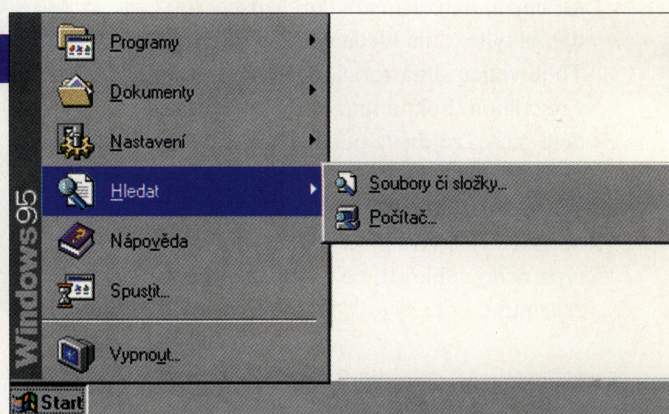 Programy
Dokumenty
Nastavení
Hledat
Soubory či složky...
Počítač...
Nápověda
Spustit...
Vypnout...
Windows95
Start